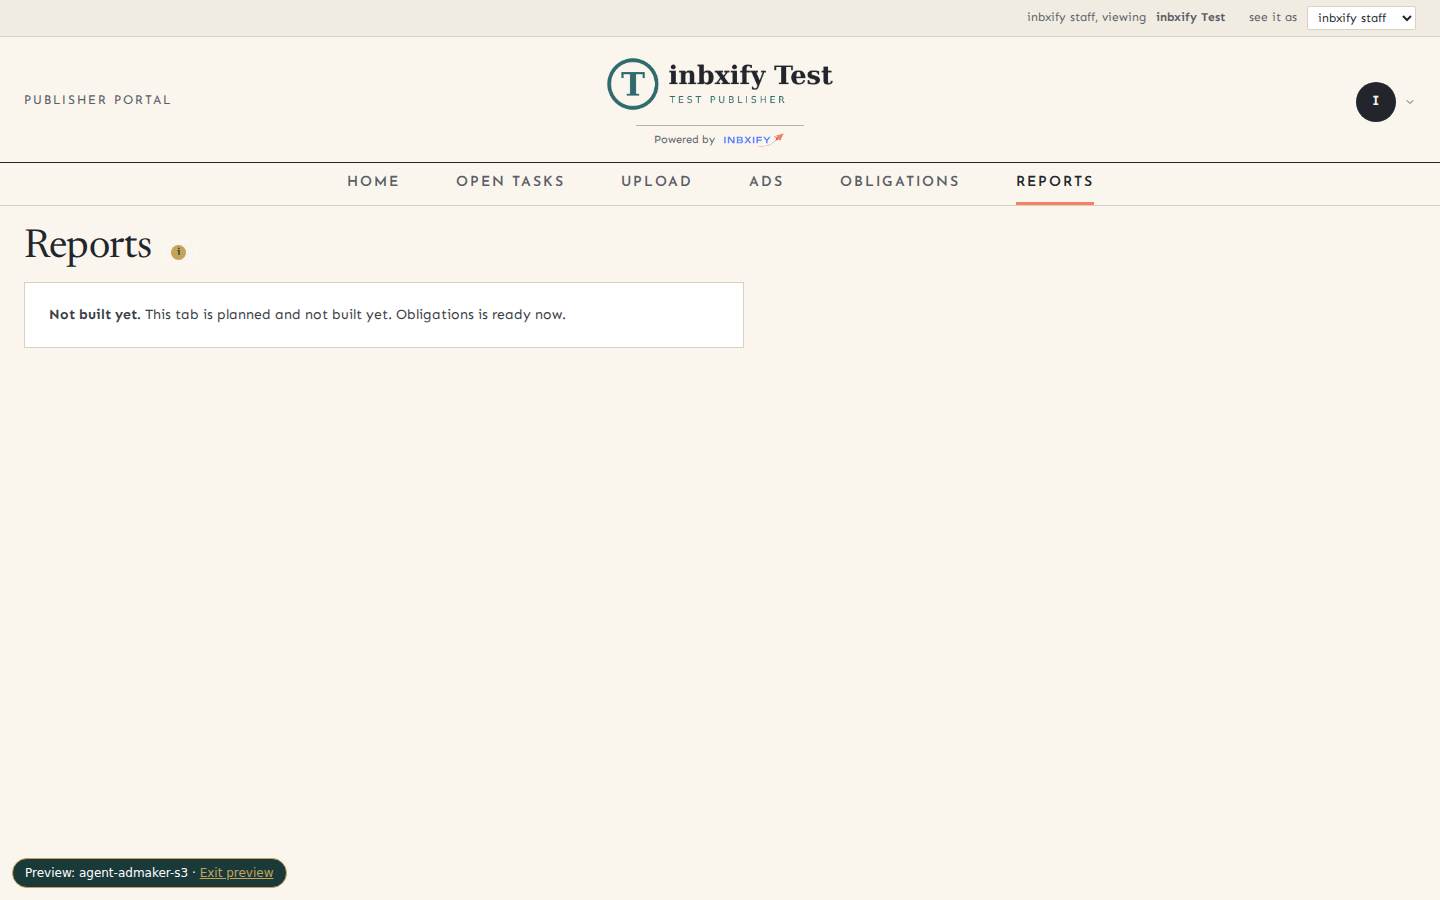 inbxify staff, viewing inbxify Test see it as inbxify staff
PUBLISHER PORTAL
T
inbxify Test
TEST PUBLISHER
Powered by INBXIFY
I
HOME OPEN TASKS UPLOAD ADS OBLIGATIONS REPORTS
Reports i
Not built yet. This tab is planned and not built yet. Obligations is ready now.
Preview: agent-admaker-s3 · Exit preview